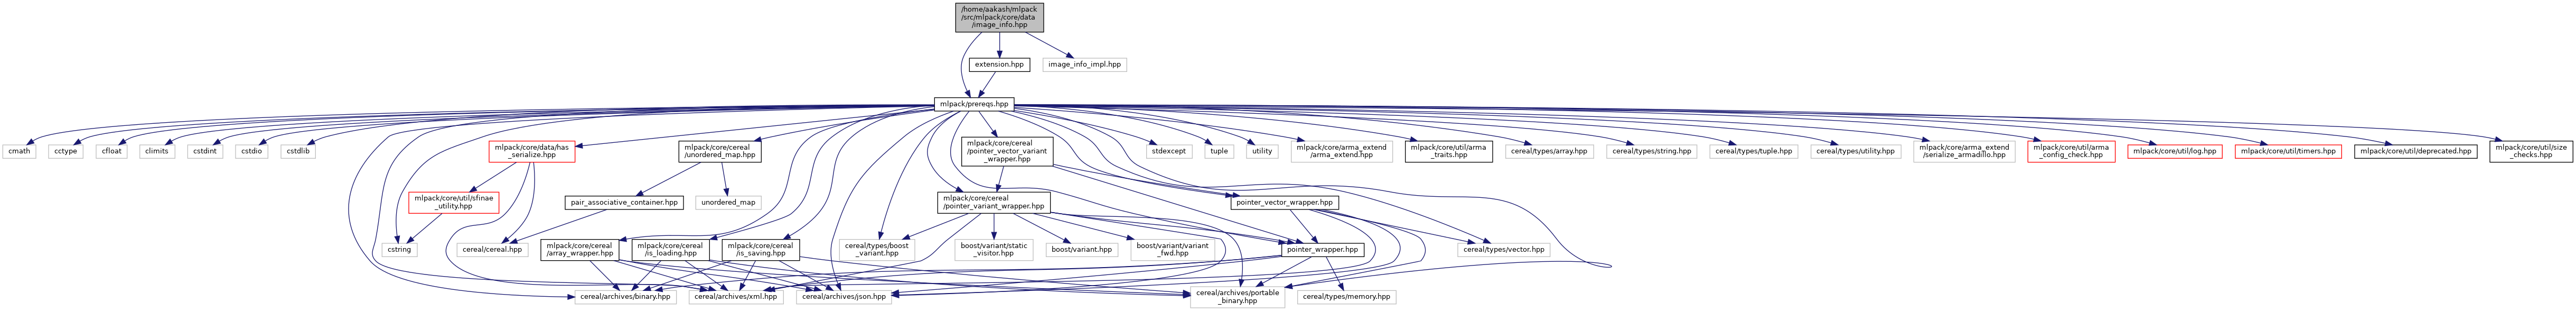 /home/aakash/mlpack
/src/mlpack/core/data
/image_info.hpp
extension.hpp
image_info_impl.hpp
mlpack/prereqs.hpp
cmath
cctype
cfloat
climits
cstdint
cstdio
cstdlib
mlpack/core/data/has
_serialize.hpp
mlpack/core/cereal
/unordered_map.hpp
mlpack/core/cereal
/pointer_vector_variant
_wrapper.hpp
stdexcept
tuple
utility
mlpack/core/arma_extend
/arma_extend.hpp
mlpack/core/util/arma
_traits.hpp
cereal/types/array.hpp
cereal/types/string.hpp
cereal/types/tuple.hpp
cereal/types/utility.hpp
mlpack/core/arma_extend
/serialize_armadillo.hpp
mlpack/core/util/arma
_config_check.hpp
mlpack/core/util/log.hpp
mlpack/core/util/timers.hpp
mlpack/core/util/deprecated.hpp
mlpack/core/util/size
_checks.hpp
mlpack/core/util/sfinae
_utility.hpp
pair_associative_container.hpp
unordered_map
mlpack/core/cereal
/pointer_variant_wrapper.hpp
pointer_vector_wrapper.hpp
cstring
cereal/cereal.hpp
mlpack/core/cereal
/array_wrapper.hpp
mlpack/core/cereal
/is_loading.hpp
mlpack/core/cereal
/is_saving.hpp
cereal/types/boost
_variant.hpp
boost/variant/static
_visitor.hpp
boost/variant.hpp
boost/variant/variant
_fwd.hpp
pointer_wrapper.hpp
cereal/types/vector.hpp
cereal/archives/binary.hpp
cereal/archives/xml.hpp
cereal/archives/json.hpp
cereal/archives/portable
_binary.hpp
cereal/types/memory.hpp